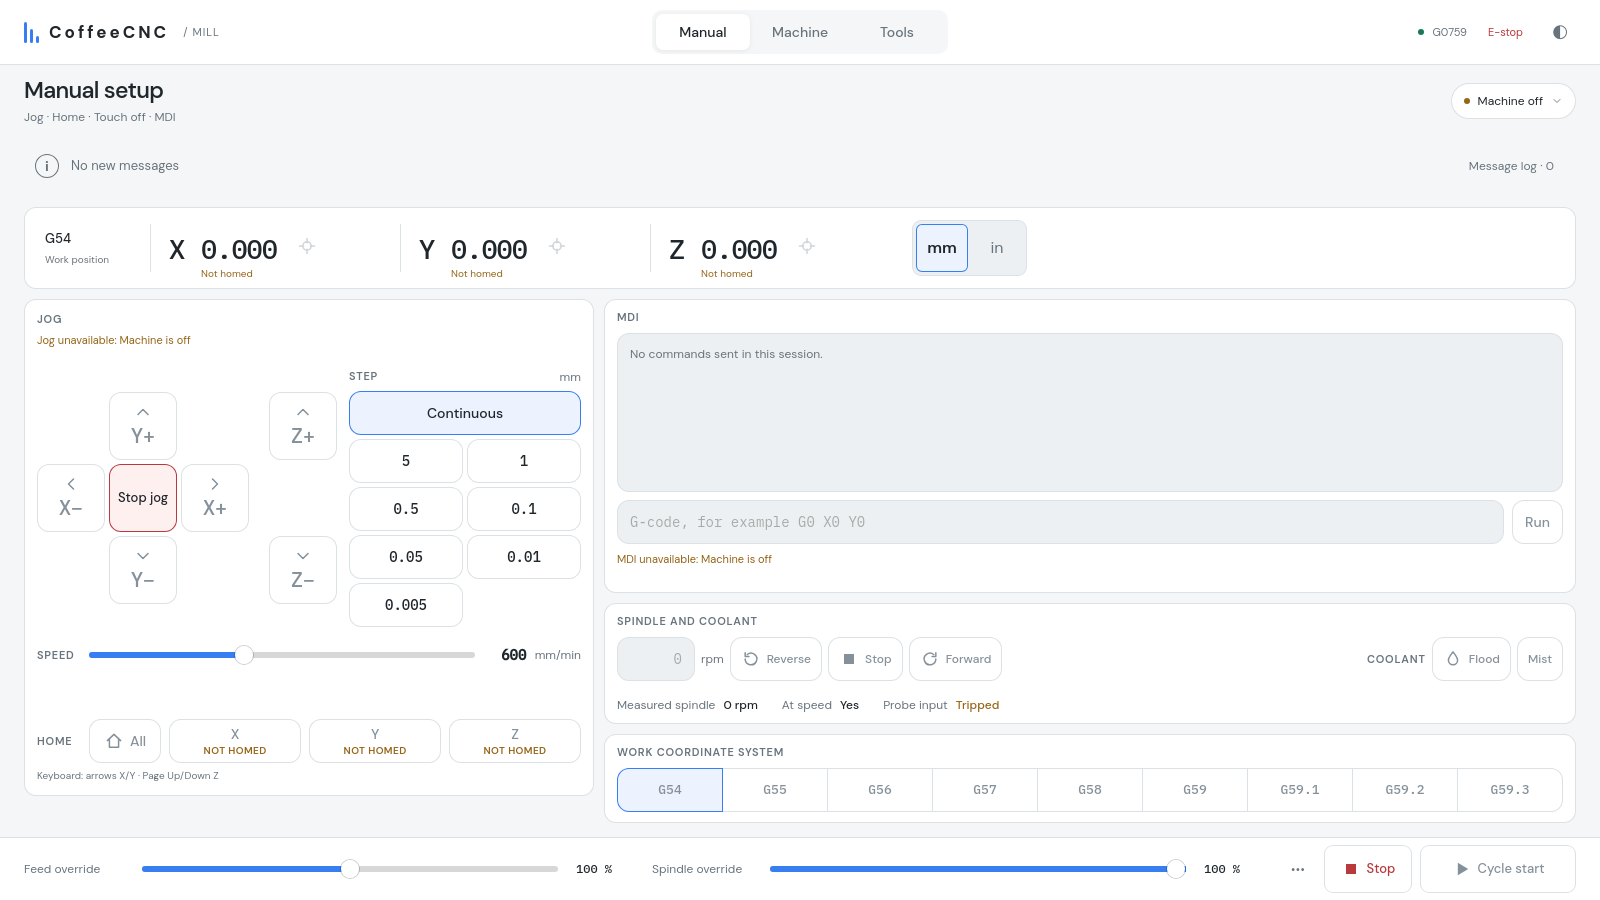 CoffeeCNC / MILL
Manual Machine Tools
G0759 E-stop
Manual setup
Jog · Home · Touch off · MDI
Machine off
i No new messages
Message log · 0
G54
Work position
X 0.000
Not homed
Y 0.000
Not homed
Z 0.000
Not homed
mm in
JOG
Jog unavailable: Machine is off
STEP mm
Continuous
5 1
0.5 0.1
0.05 0.01
0.005
Y+
Z+
X−
Stop jog
X+
Y−
Z−
SPEED 600 mm/min
HOME All
X
NOT HOMED
Y
NOT HOMED
Z
NOT HOMED
Keyboard: arrows X/Y · Page Up/Down Z
MDI
No commands sent in this session.
G-code, for example G0 X0 Y0
Run
MDI unavailable: Machine is off
SPINDLE AND COOLANT
0 rpm Reverse Stop Forward
COOLANT Flood Mist
Measured spindle 0 rpm At speed Yes Probe input Tripped
WORK COORDINATE SYSTEM
G54 G55 G56 G57 G58 G59 G59.1 G59.2 G59.3
Feed override 100 %
Spindle override 100 %
··· Stop Cycle start